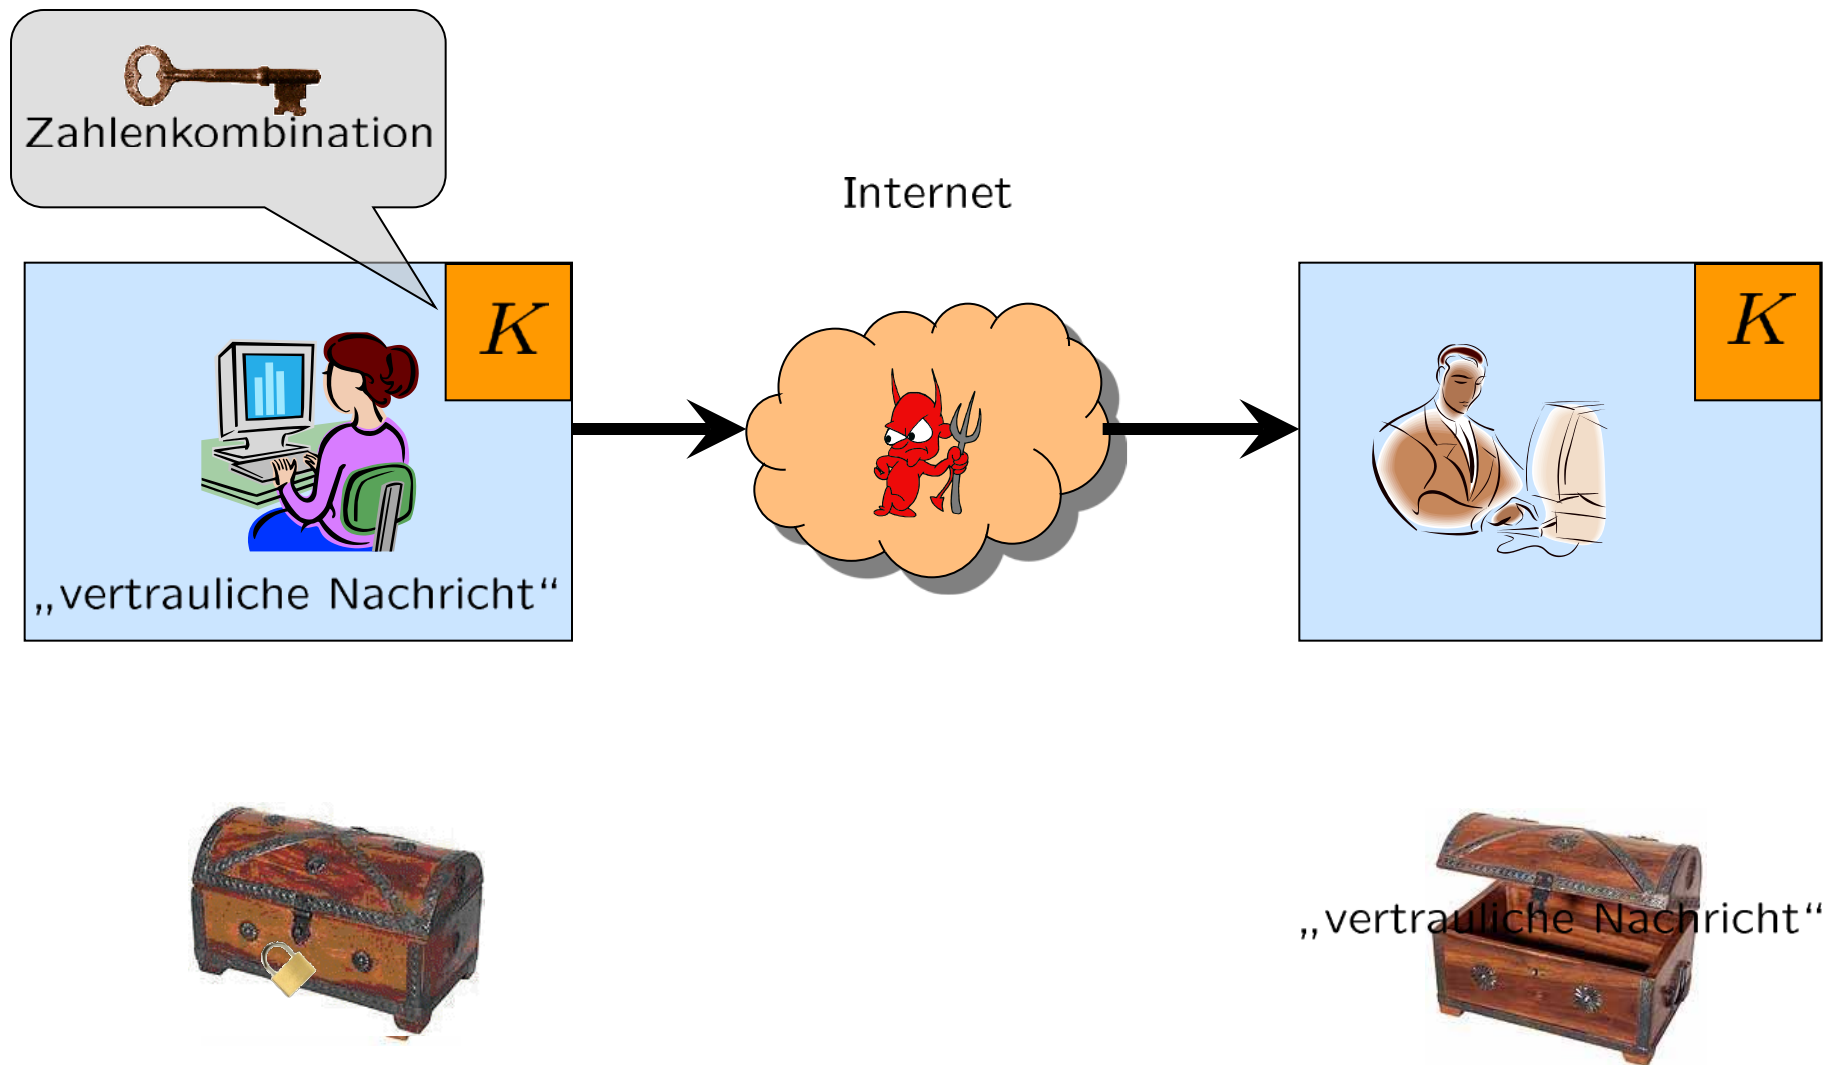 Zahlenkombination
Internet
K
K
„vertrauliche Nachricht“
„vertrauliche Nachricht“